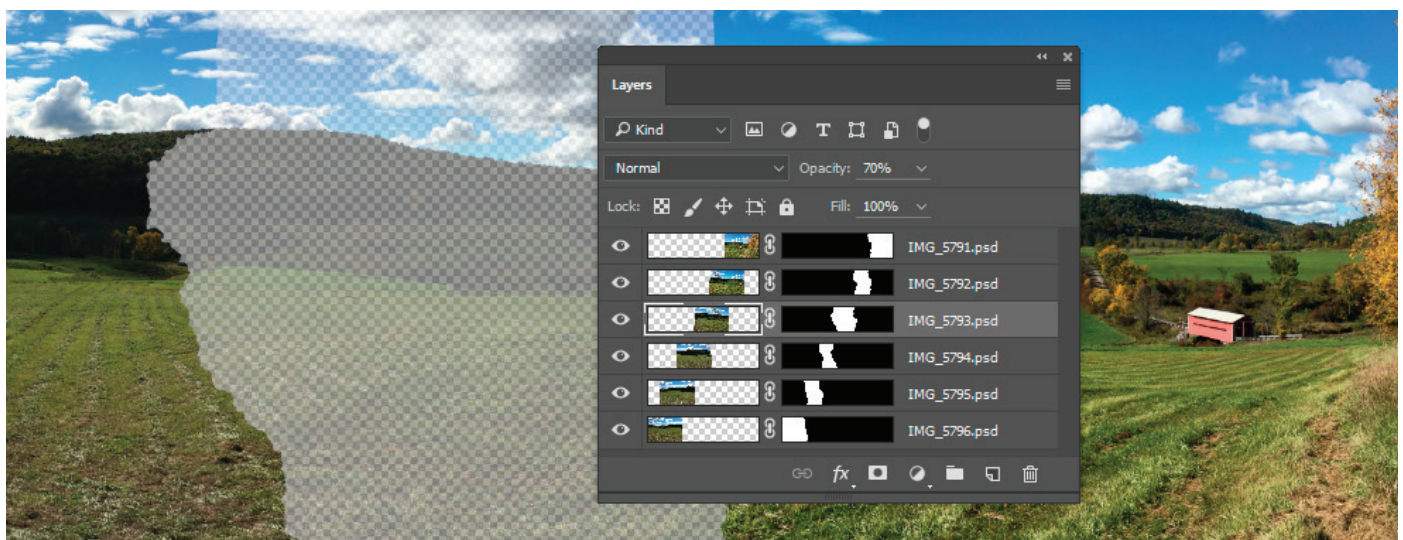 Layers
Kind
Normal Opacity: 70%
Lock: Fill: 100%
IMG_5791.psd
IMG_5792.psd
IMG_5793.psd
IMG_5794.psd
IMG_5795.psd
IMG_5796.psd
fx